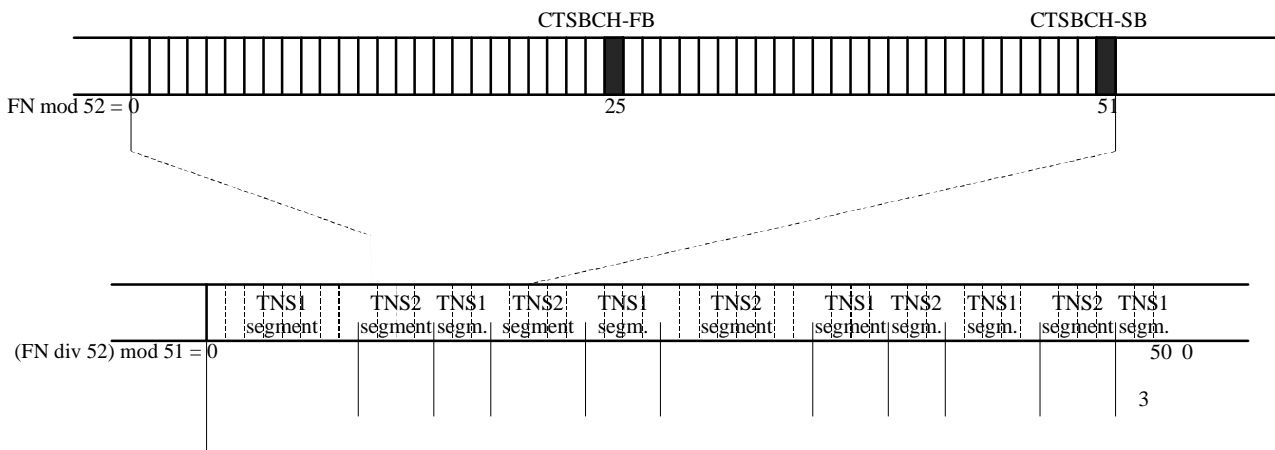 CTSBCH-FB CTSBCH-SB
FN mod 52 = 0 25 51
TNS1 TNS2 TNS1 TNS2 TNS1 TNS2 TNS1 TNS2 TNS1 TNS2 TNS1
segment segment segm. segment segm. segment segment segm. segment segment segm.
(FN div 52) mod 51 = 0 50 0
3